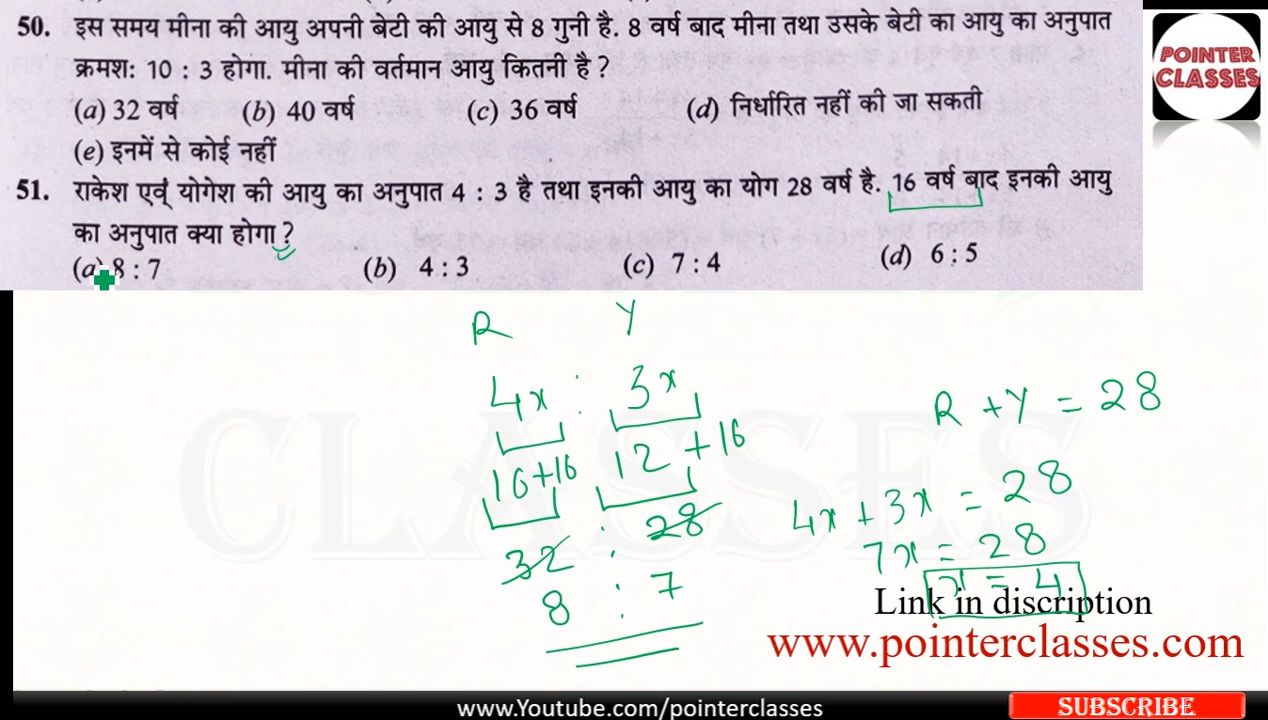 50. इस समय मीना की आयु अपनी बेटी की आयु से 8 गुनी है. 8 वर्ष बाद मीना तथा उसके बेटी का आयु का अनुपात
क्रमश: 10 : 3 होगा. मीना की वर्तमान आयु कितनी है ?
(a) 32 वर्ष (b) 40 वर्ष (c) 36 वर्ष (d) निर्धारित नहीं की जा सकती
(e) इनमें से कोई नहीं
51. राकेश एवं योगेश की आयु का अनुपात 4 : 3 है तथा इनकी आयु का योग 28 वर्ष है. 16 वर्ष बाद इनकी आयु
का अनुपात क्या होगा ?
(a) 8 : 7 (b) 4 : 3 (c) 7 : 4 (d) 6 : 5
POINTER
CLASSES
R Y
4x : 3x
R + Y = 28
16+16 12 +16
4x + 3x = 28
32 : 28
7x = 28
8 : 7
x = 4
CLASSES
Link in discription
www.pointerclasses.com
www.Youtube.com/pointerclasses
SUBSCRIBE